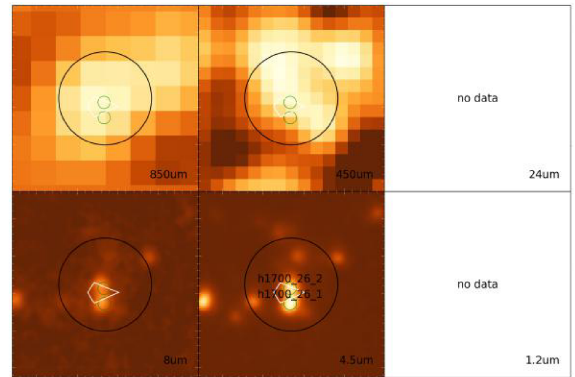 850um
450um
no data
24um
h1700_26_2
h1700_26_1
8um
4.5um
no data
1.2um